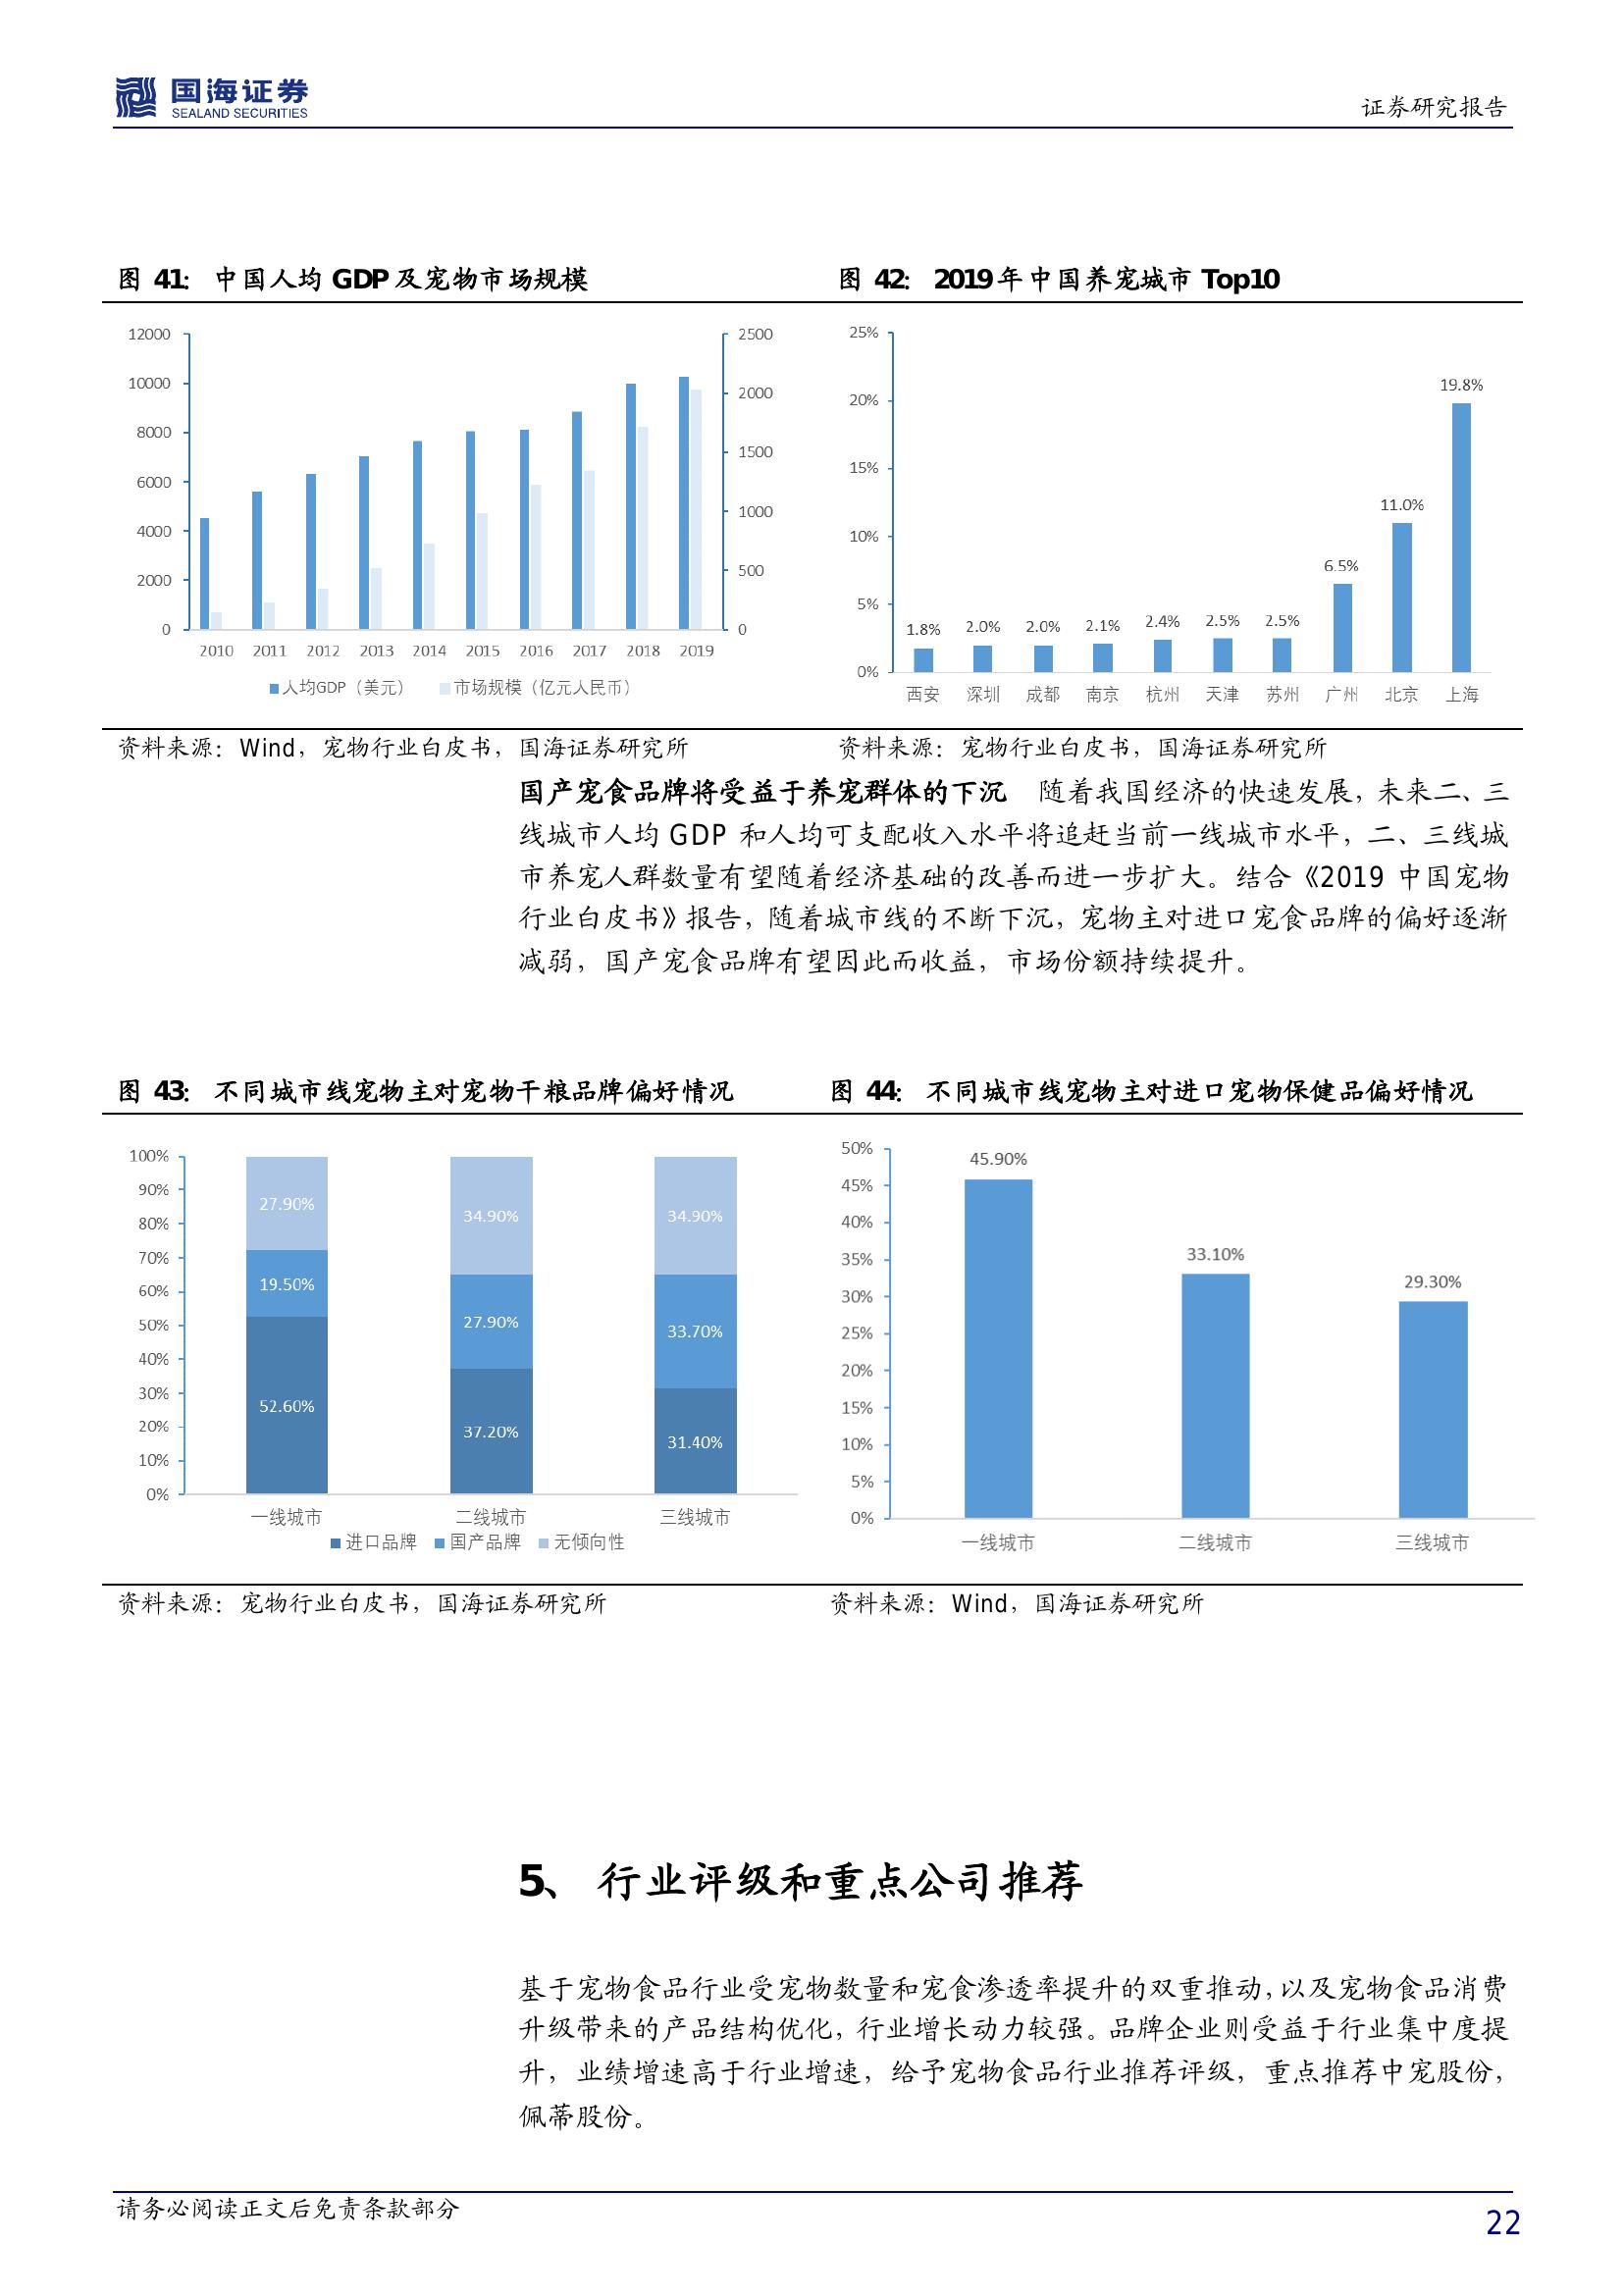 国海证券
SEALAND SECURITIES
证券研究报告
图 41： 中国人均 GDP 及宠物市场规模
12000
10000
8000
6000
4000
2000
0
2500
2000
1500
1000
500
0
2010 2011 2012 2013 2014 2015 2016 2017 2018 2019
人均GDP（美元） 市场规模（亿元人民币）
资料来源：Wind，宠物行业白皮书，国海证券研究所
图 42： 2019 年中国养宠城市 Top10
25%
20%
15%
10%
5%
0%
1.8% 2.0% 2.0% 2.1% 2.4% 2.5% 2.5% 6.5% 11.0% 19.8%
西安 深圳 成都 南京 杭州 天津 苏州 广州 北京 上海
资料来源：宠物行业白皮书，国海证券研究所
国产宠食品牌将受益于养宠群体的下沉 随着我国经济的快速发展，未来二、三
线城市人均 GDP 和人均可支配收入水平将追赶当前一线城市水平，二、三线城
市养宠人群数量有望随着经济基础的改善而进一步扩大。结合《2019 中国宠物
行业白皮书》报告，随着城市线的不断下沉，宠物主对进口宠食品牌的偏好逐渐
减弱，国产宠食品牌有望因此而收益，市场份额持续提升。
图 43： 不同城市线宠物主对宠物干粮品牌偏好情况
100%
90%
80%
70%
60%
50%
40%
30%
20%
10%
0%
27.90% 34.90% 34.90%
19.50% 27.90% 33.70%
52.60% 37.20% 31.40%
一线城市 二线城市 三线城市
进口品牌 国产品牌 无倾向性
资料来源：宠物行业白皮书，国海证券研究所
图 44： 不同城市线宠物主对进口宠物保健品偏好情况
50%
45%
40%
35%
30%
25%
20%
15%
10%
5%
0%
45.90% 33.10% 29.30%
一线城市 二线城市 三线城市
资料来源：Wind，国海证券研究所
5、 行业评级和重点公司推荐
基于宠物食品行业受宠物数量和宠食渗透率提升的双重推动，以及宠物食品消费
升级带来的产品结构优化，行业增长动力较强。品牌企业则受益于行业集中度提
升，业绩增速高于行业增速，给予宠物食品行业推荐评级，重点推荐中宠股份，
佩蒂股份。
请务必阅读正文后免责条款部分
22